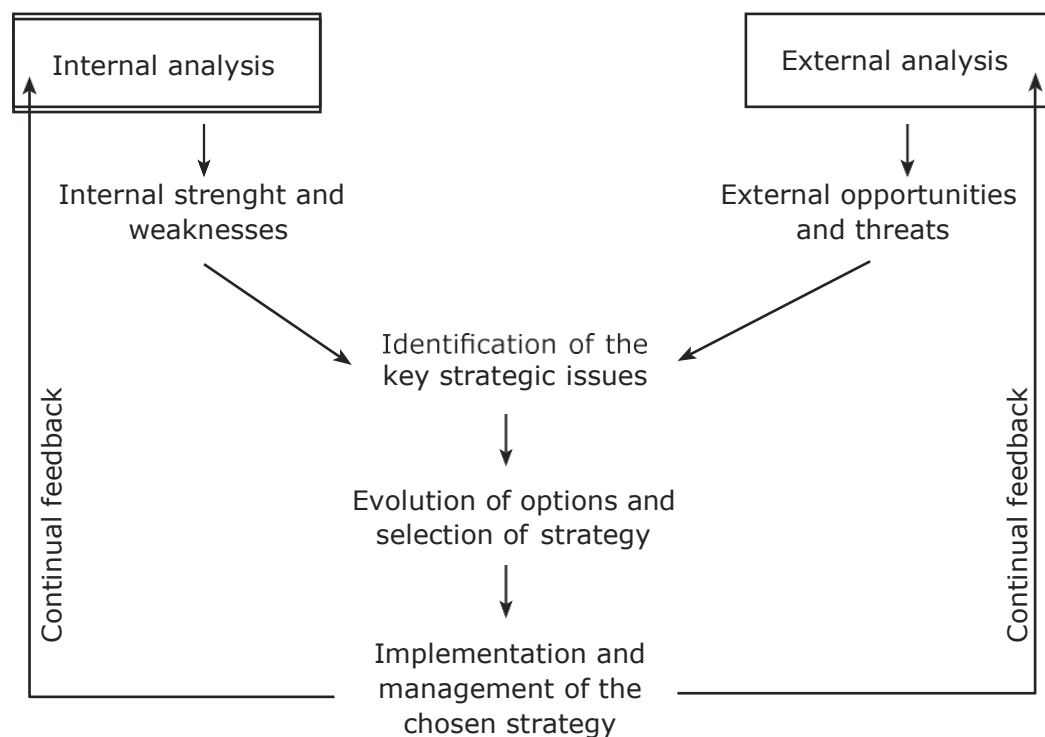 Internal analysis
External analysis
Internal strenght and
weaknesses
External opportunities
and threats
Identification of the
key strategic issues
Evolution of options and
selection of strategy
Implementation and
management of the
chosen strategy
Continual feedback
Continual feedback